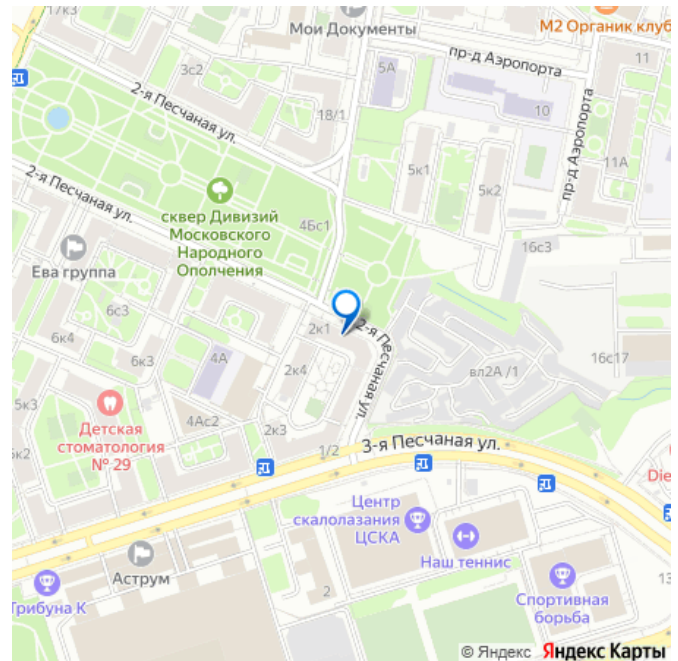 17к3
Мои Документы
М2 Органик клуб
пр-д Аэропорта
11
5А
3с2
2-я Песчаная ул.
18/1
10
пр-д Аэропорта
11А
5к1
5к2
2-я Песчаная ул.
сквер Дивизий
Московского
Народного
Ополчения
4Бс1
16с3
Ева группа
6с3
2к1
2-я Песчаная ул.
6к4
6к3
4А
2к4
вл2А /1
16с17
5к3
Детская
стоматология
№ 29
4Ас2
2к3
1/2
3-я Песчаная ул.
к2
Die
Центр
скалолазания
ЦСКА
Наш теннис
Аструм
2
Спортивная
борьба
13
Трибуна К
© Яндекс Яндекс Карты